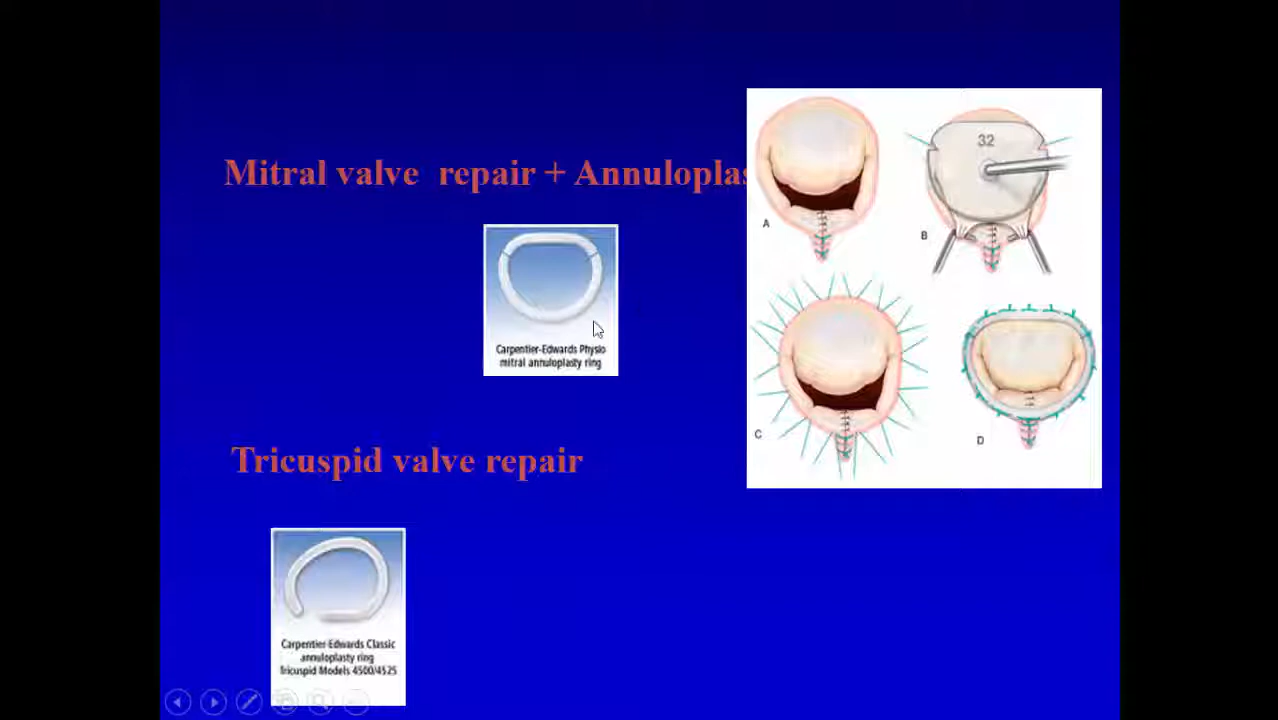 Mitral valve repair + Annuloplas
32
A
B
Carpentier-Edwards Physio
mitral annuloplasty ring
C
D
Tricuspid valve repair
Carpentier-Edwards Classic
annuloplasty ring
Tricuspid Models 4500/4525